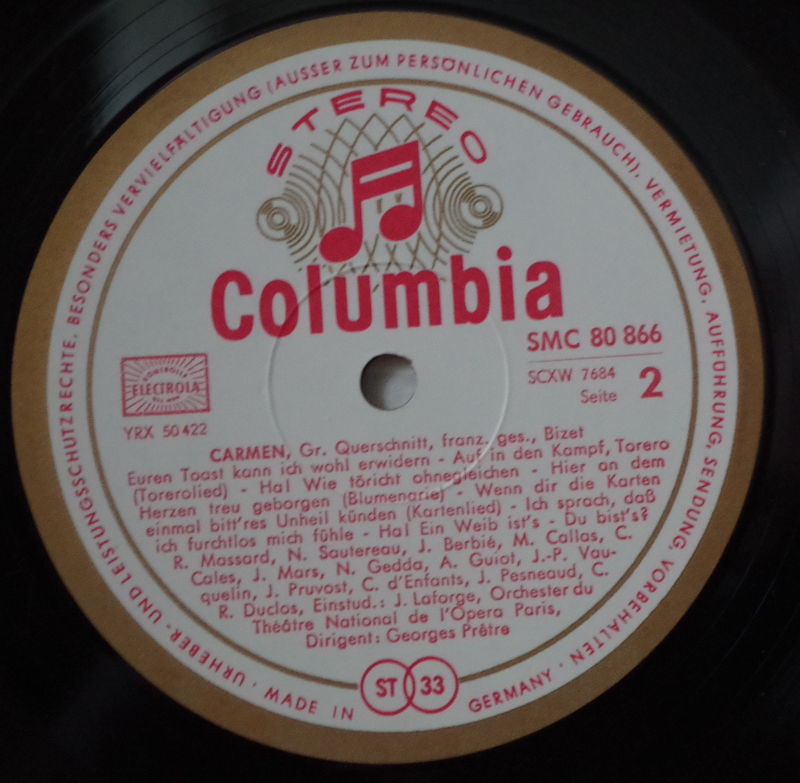 URHEBER- UND LEISTUNGSSCHUTZRECHTE, BESONDERS VERVIELFÄLTIGUNG (AUSSER ZUM PERSÖNLICHEN GEBRAUCH), VERMIETUNG, AUFFÜHRUNG, SENDUNG, VORBEHALTEN ·
STEREO
Columbia
SMC 80 866
SCXW 7684
Seite 2
ELECTROLA
YRX 50 422
CARMEN, Gr. Querschnitt, franz. ges., Bizet
Euren Toast kann ich wohl erwidern - Auf in den Kampf, Torero
(Torerolied) - Ha! Wie töricht ohnegleichen - Hier an dem
Herzen treu geborgen (Blumenarie) - Wenn dir die Karten
einmal bitt'res Unheil künden (Kartenlied) - Ich sprach, daß
ich furchtlos mich fühle - Ha! Ein Weib ist's - Du bist's?
R. Massard, N. Sautereau, J. Berbié, M. Callas, C.
Cales, J. Mars, N. Gedda, A. Guiot, J.-P. Vau-
quelin, J. Pruvost, C. d'Enfants, J. Pesneaud, C.
R. Duclos, Einstud.: J. Laforge, Orchester du
Théâtre National de l'Opera Paris,
Dirigent: Georges Prêtre
ST 33
· MADE IN GERMANY ·